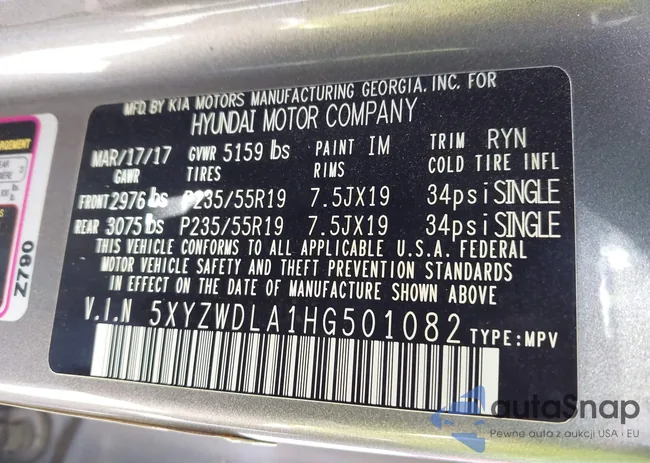 MFD. BY KIA MOTORS MANUFACTURING GEORGIA, INC. FOR
HYUNDAI MOTOR COMPANY
MAR/17/17 GVWR 5159 lbs PAINT IM TRIM RYN
GAWR TIRES RIMS COLD TIRE INFL
FRONT 2976 lbs P235/55R19 7.5JX19 34psi SINGLE
REAR 3075 lbs P235/55R19 7.5JX19 34psi SINGLE
THIS VEHICLE CONFORMS TO ALL APPLICABLE U.S.A. FEDERAL
MOTOR VEHICLE SAFETY AND THEFT PREVENTION STANDARDS
IN EFFECT ON THE DATE OF MANUFACTURE SHOWN ABOVE
V.I.N 5XYZWDLA1HG501082 TYPE:MPV
Z790
autaSnap
Pewne auta z aukcji USA i EU